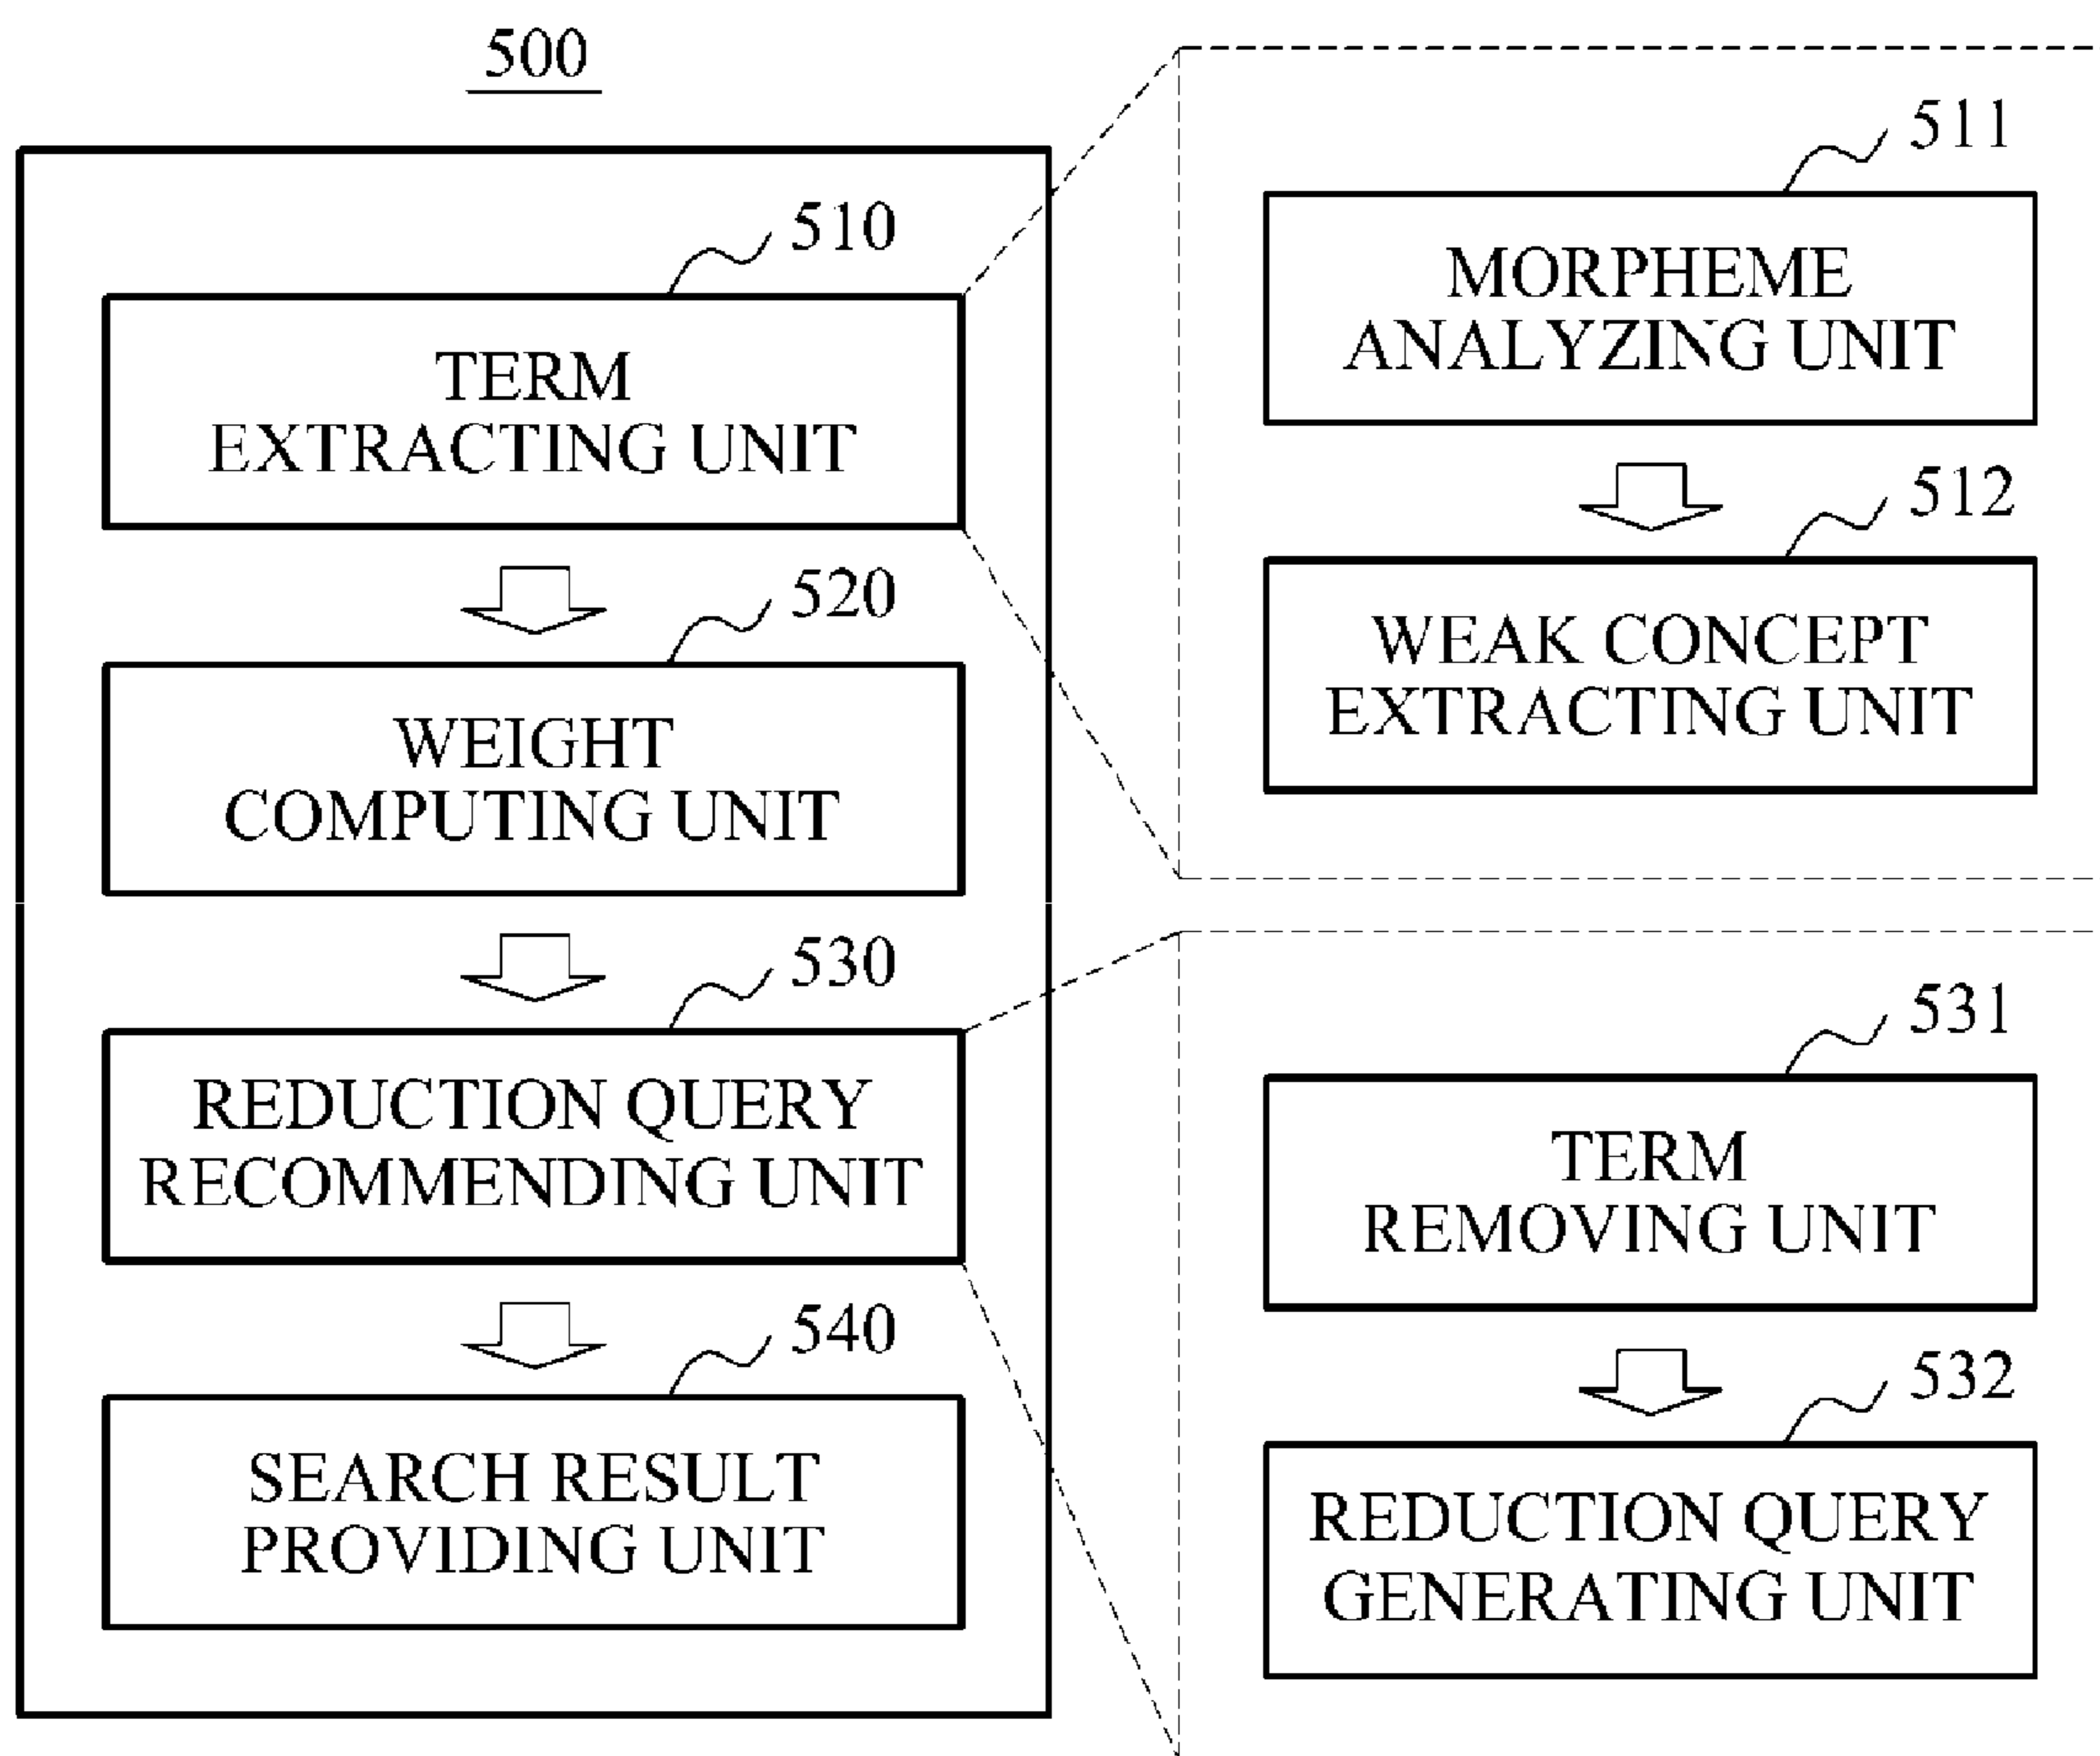 500
510
TERM
EXTRACTING UNIT
520
WEIGHT
COMPUTING UNIT
530
REDUCTION QUERY
RECOMMENDING UNIT
540
SEARCH RESULT
PROVIDING UNIT
511
MORPHEME
ANALYZING UNIT
512
WEAK CONCEPT
EXTRACTING UNIT
531
TERM
REMOVING UNIT
532
REDUCTION QUERY
GENERATING UNIT